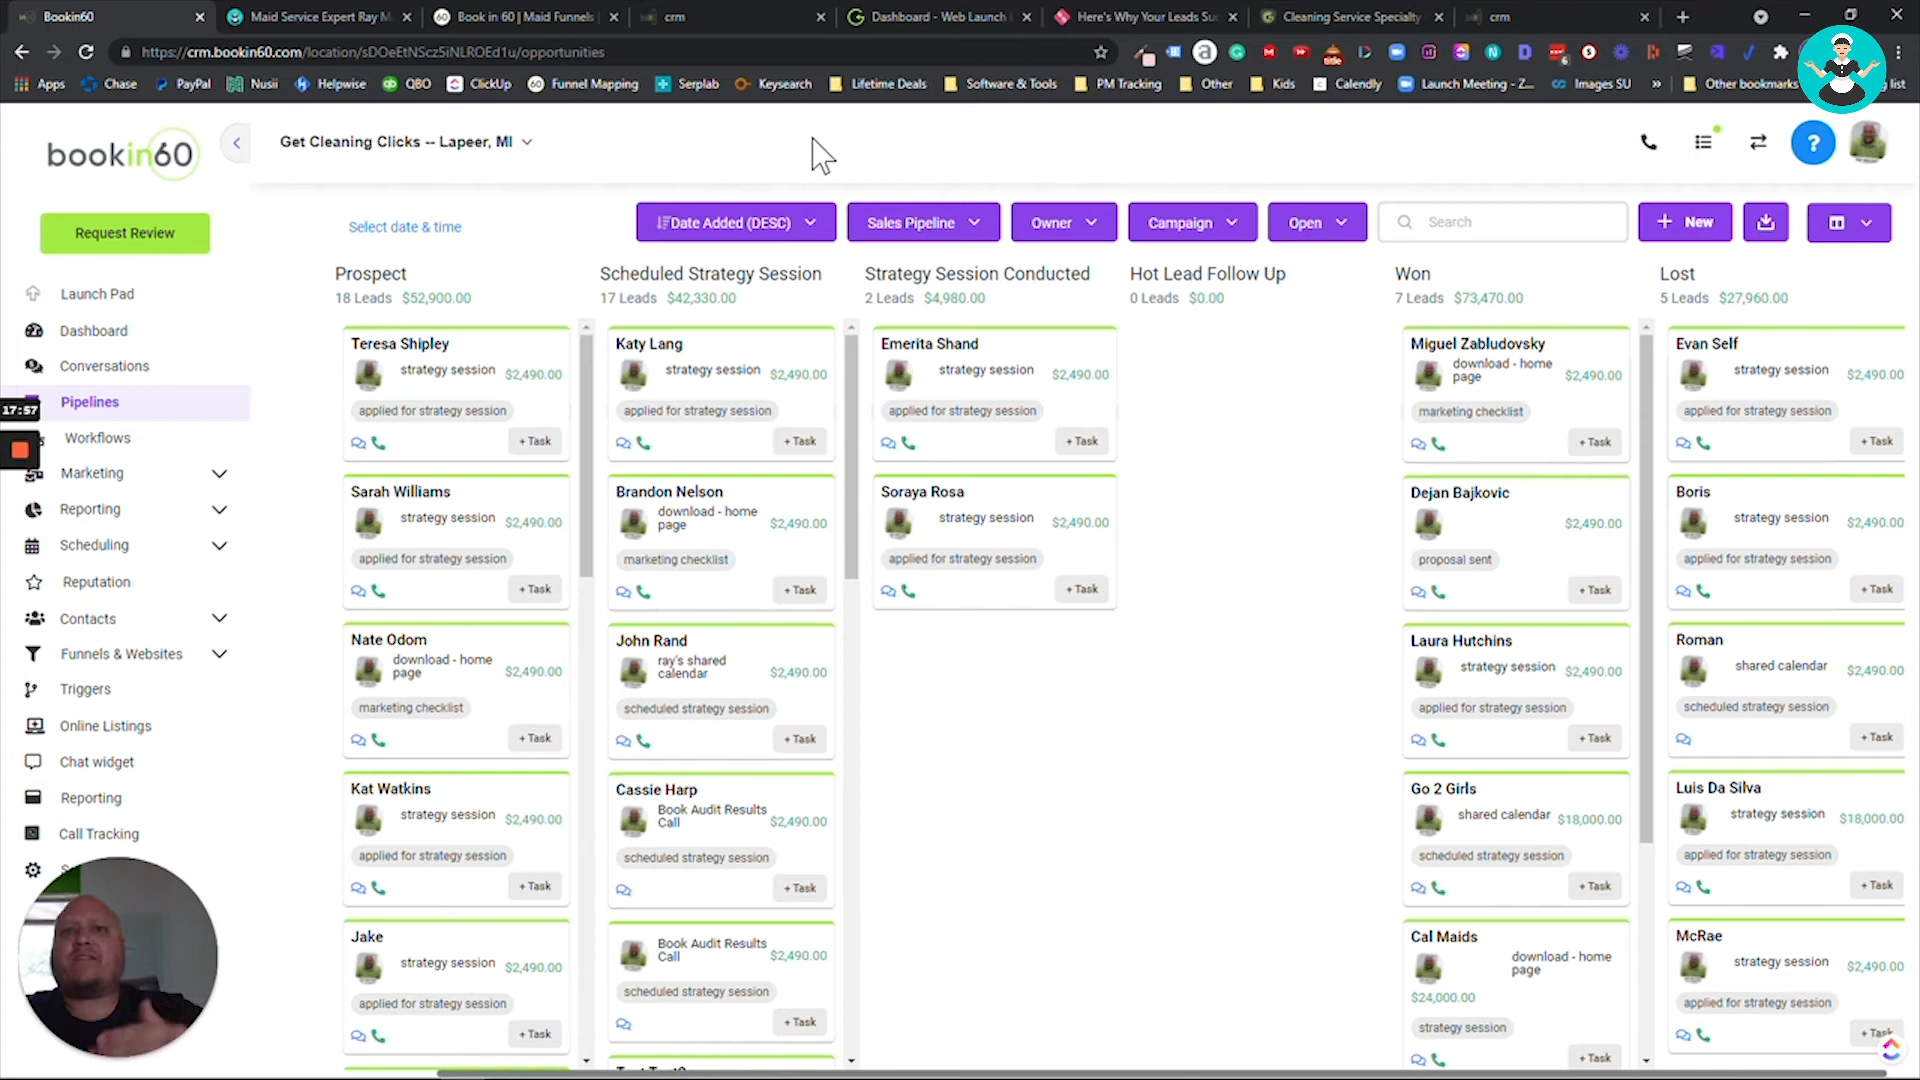 Bookin60
Maid Service Expert Ray M
Book in 60 | Maid Funnels
crm
Dashboard - Web Launch
Here's Why Your Leads Su
Cleaning Service Specialty
crm
https://crm.bookin60.com/location/sDOeEtNScz5iNLROEd1u/opportunities
Apps
Chase
PayPal
Nusii
Helpwise
QBO
ClickUp
Funnel Mapping
Serplab
Keysearch
Lifetime Deals
Software & Tools
PM Tracking
Other
Kids
Calendly
Launch Meeting - Z...
Images SU
Other bookmarks
g list
bookin60
Get Cleaning Clicks -- Lapeer, MI
Request Review
Launch Pad
Dashboard
Conversations
Pipelines
17:57
Workflows
Marketing
Reporting
Scheduling
Reputation
Contacts
Funnels & Websites
Triggers
Online Listings
Chat widget
Reporting
Call Tracking
Select date & time
Date Added (DESC)
Sales Pipeline
Owner
Campaign
Open
Search
+ New
Prospect
18 Leads $52,900.00
Teresa Shipley
strategy session $2,490.00
applied for strategy session
+ Task
Sarah Williams
strategy session $2,490.00
applied for strategy session
+ Task
Nate Odom
download - home
page $2,490.00
marketing checklist
+ Task
Kat Watkins
strategy session $2,490.00
applied for strategy session
+ Task
Jake
strategy session $2,490.00
applied for strategy session
+ Task
Scheduled Strategy Session
17 Leads $42,330.00
Katy Lang
strategy session $2,490.00
applied for strategy session
+ Task
Brandon Nelson
download - home
page $2,490.00
marketing checklist
+ Task
John Rand
ray's shared
calendar $2,490.00
scheduled strategy session
+ Task
Cassie Harp
Book Audit Results
Call $2,490.00
scheduled strategy session
+ Task
Book Audit Results
Call $2,490.00
scheduled strategy session
+ Task
Strategy Session Conducted
2 Leads $4,980.00
Emerita Shand
strategy session $2,490.00
applied for strategy session
+ Task
Soraya Rosa
strategy session $2,490.00
applied for strategy session
+ Task
Hot Lead Follow Up
0 Leads $0.00
Won
7 Leads $73,470.00
Miguel Zabludovsky
download - home
page $2,490.00
marketing checklist
+ Task
Dejan Bajkovic
$2,490.00
proposal sent
+ Task
Laura Hutchins
strategy session $2,490.00
applied for strategy session
+ Task
Go 2 Girls
shared calendar $18,000.00
scheduled strategy session
+ Task
Cal Maids
download - home
page
$24,000.00
strategy session
+ Task
Lost
5 Leads $27,960.00
Evan Self
strategy session $2,490.00
applied for strategy session
+ Task
Boris
strategy session $2,490.00
applied for strategy session
+ Task
Roman
shared calendar $2,490.00
scheduled strategy session
+ Task
Luis Da Silva
strategy session $18,000.00
applied for strategy session
+ Task
McRae
strategy session $2,490.00
applied for strategy session
+ Task